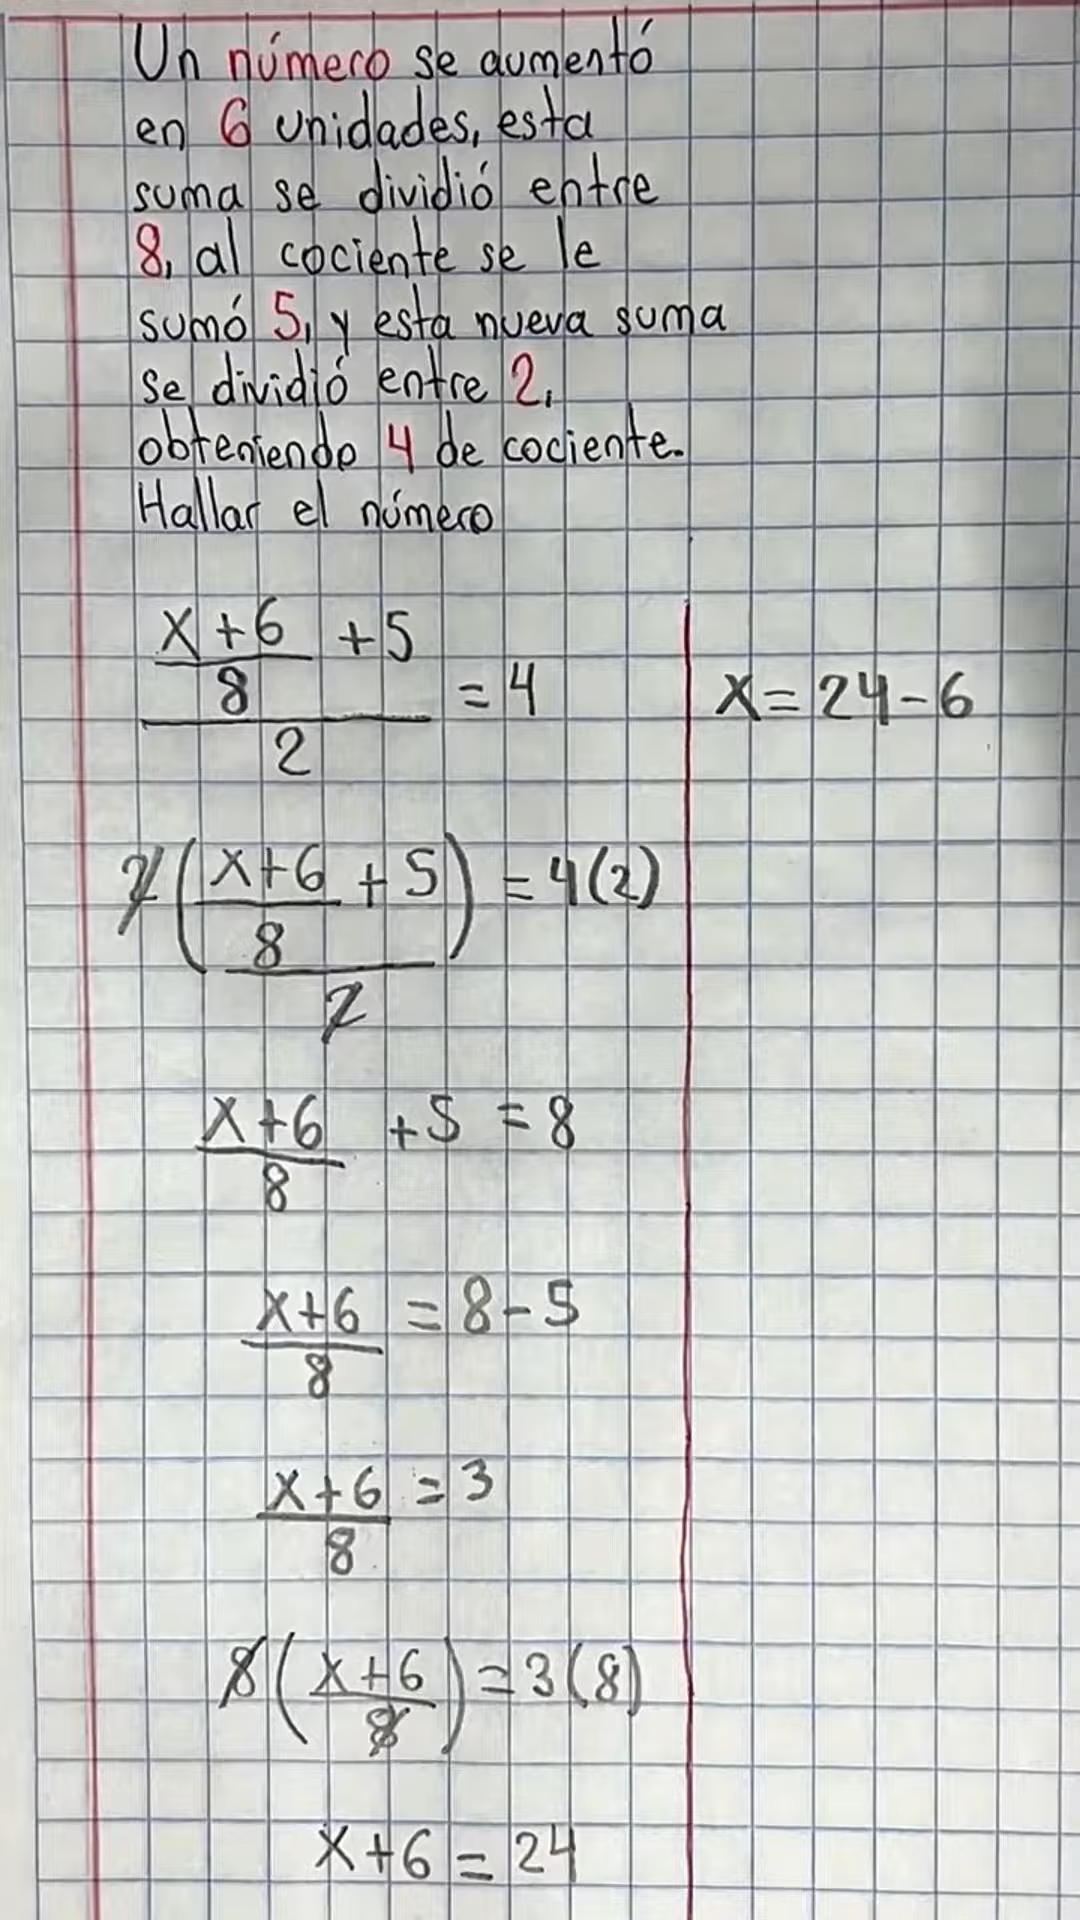 Un número se aumentó
en 6 unidades, esta
suma se dividió entre
8, al cociente se le
sumó 5, y esta nueva suma
se dividió entre 2,
obteniendo 4 de cociente.
Hallar el número
x+6 +5
8
= 4
2
2(x+6 + 5) = 4(2)
8
2
x+6 +5 = 8
8
x+6 = 8-5
8
x+6 = 3
8
8(x+6) = 3(8)
8
x+6 = 24
x = 24-6